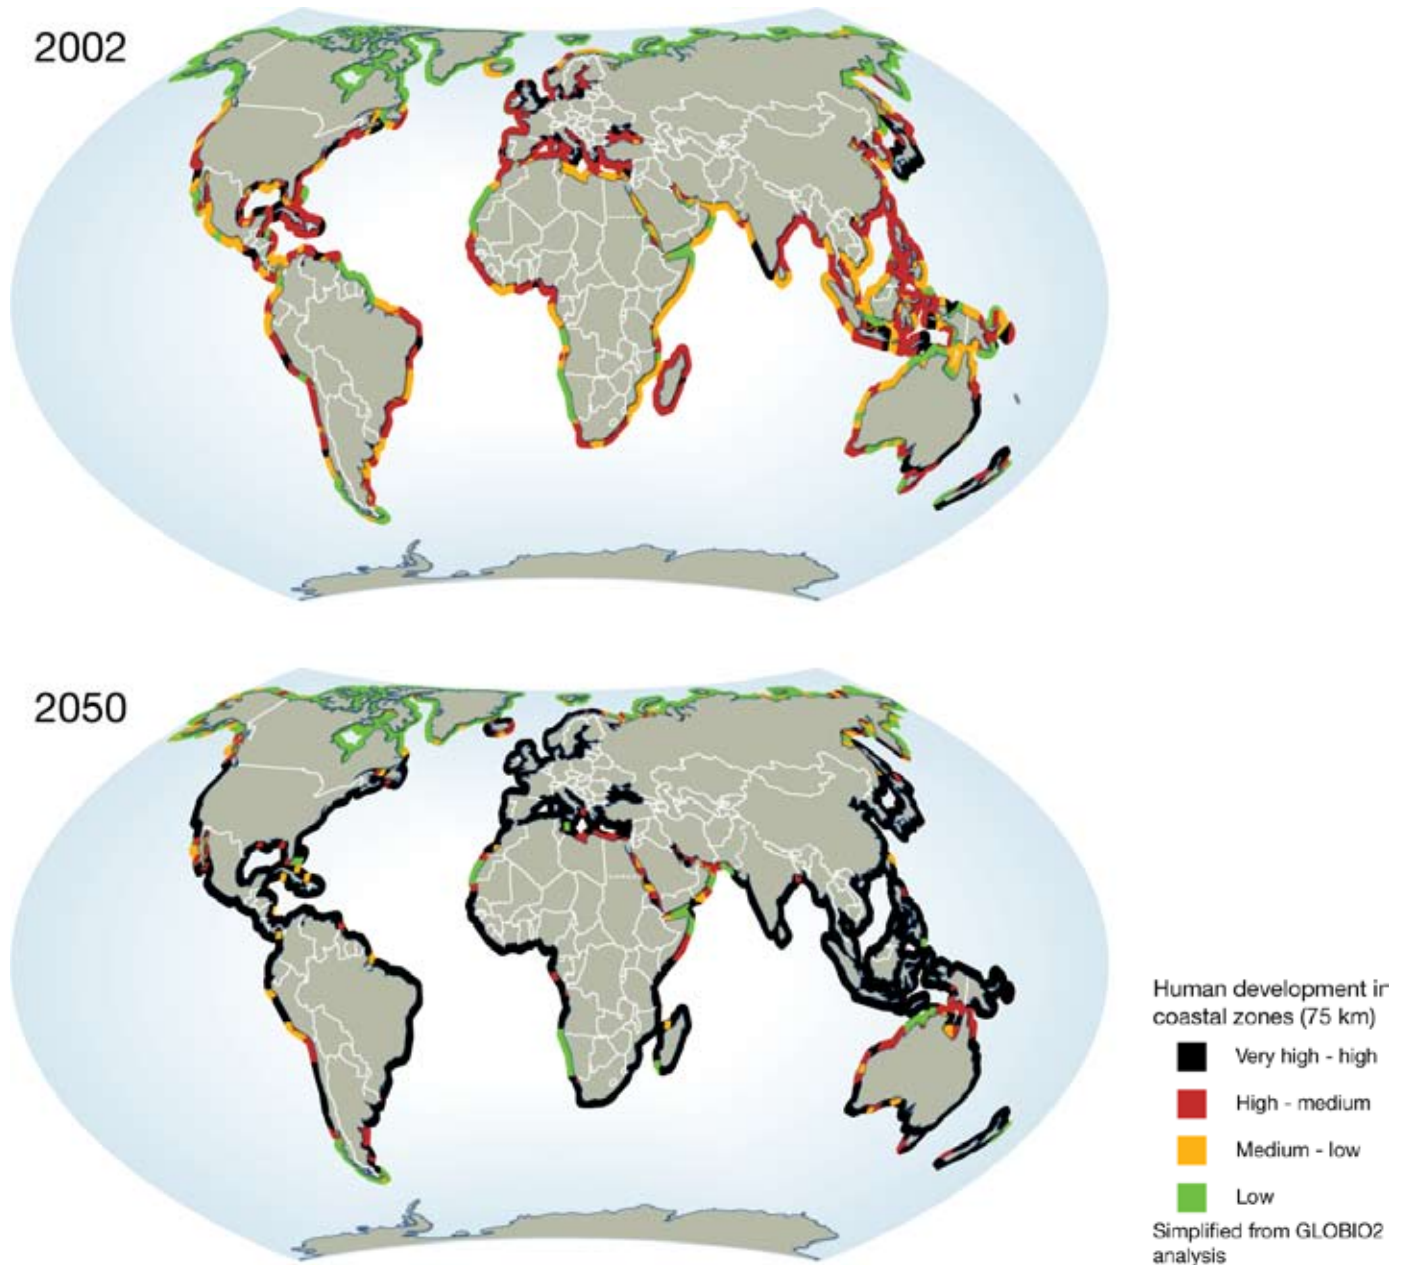 2002
2050
Human development in
coastal zones (75 km)
Very high - high
High - medium
Medium - low
Low
Simplified from GLOBIO2
analysis